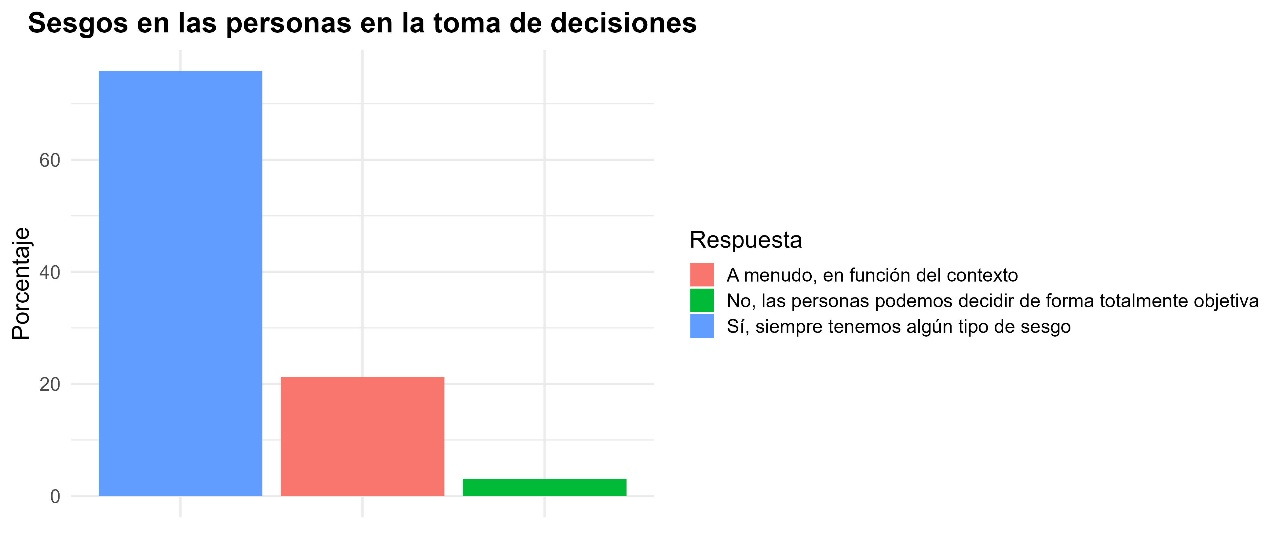 Sesgos en las personas en la toma de decisiones
Porcentaje
60
40
20
0
Respuesta
A menudo, en función del contexto
No, las personas podemos decidir de forma totalmente objetiva
Sí, siempre tenemos algún tipo de sesgo